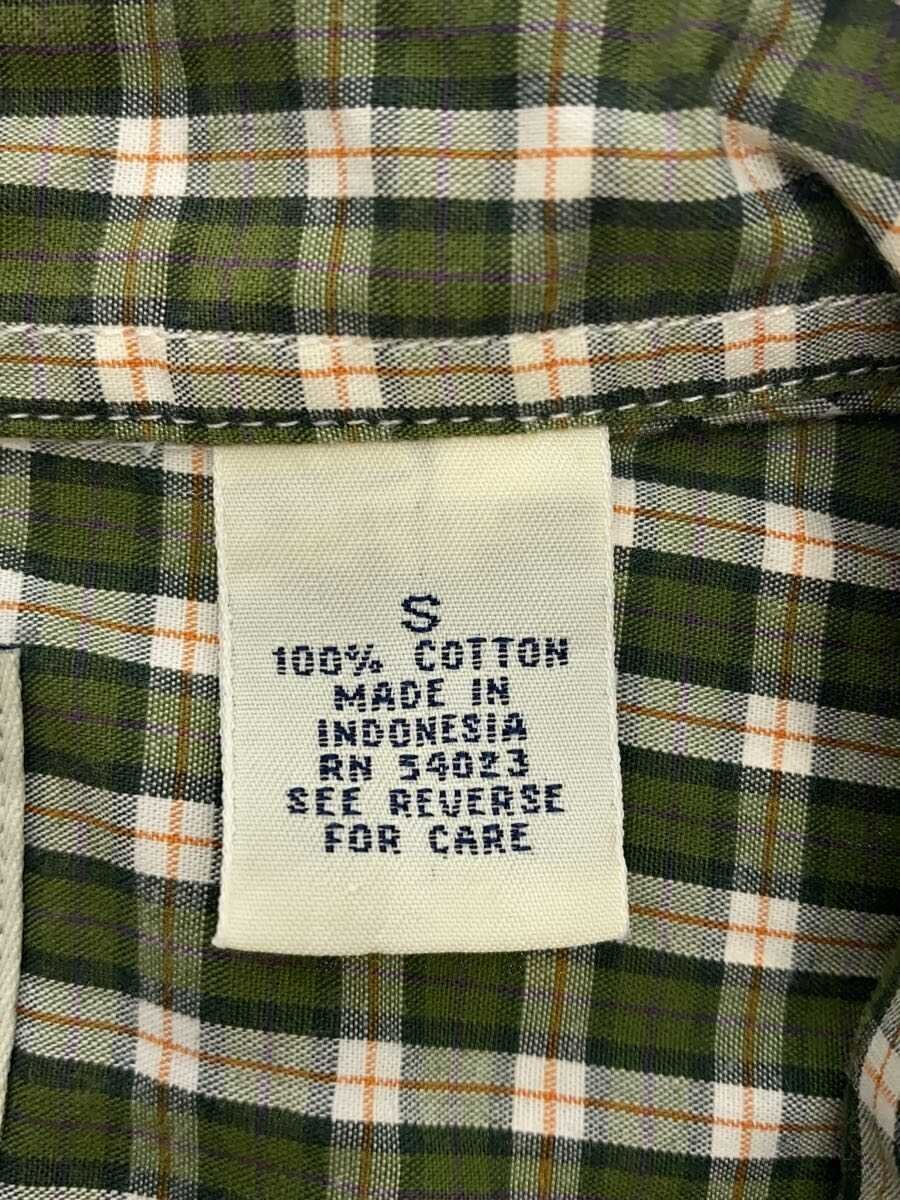 S
100% COTTON
MADE IN
INDONESIA
RN 54023
SEE REVERSE
FOR CARE